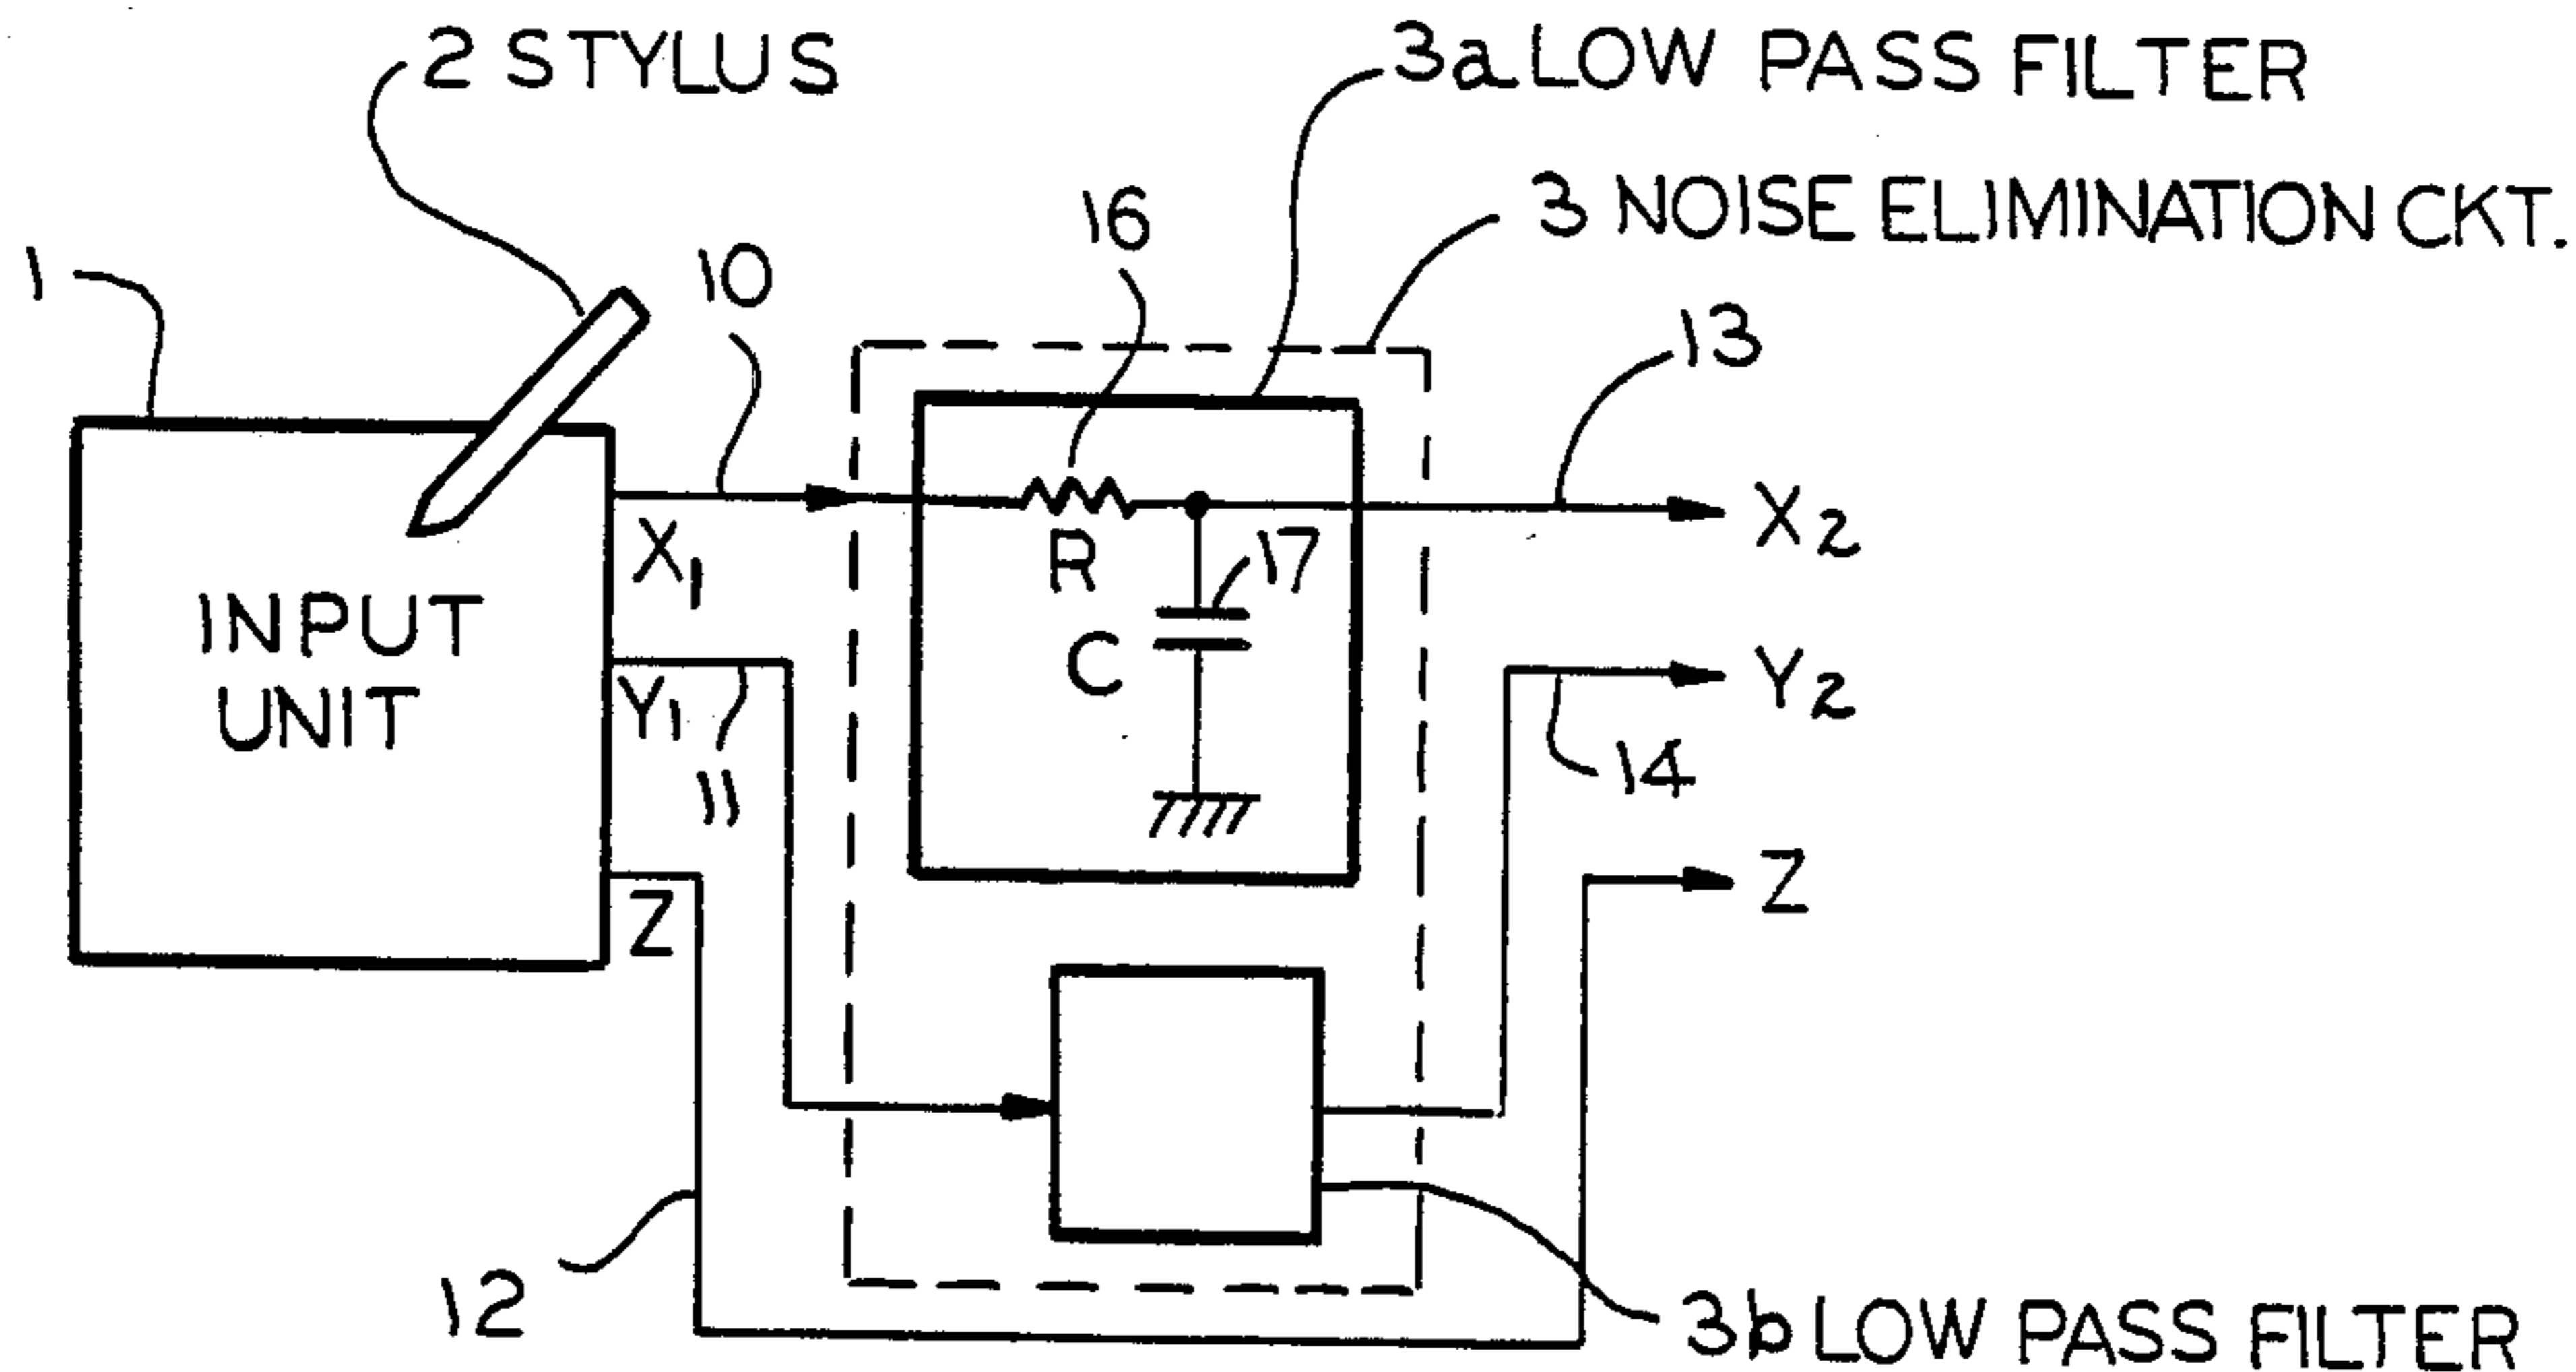 2 STYLUS
3a LOW PASS FILTER
3 NOISE ELIMINATION CKT.
1
10
16
13
X1
R
17
X2
INPUT
UNIT
Y1
C
Y2
11
14
Z
Z
12
3b LOW PASS FILTER